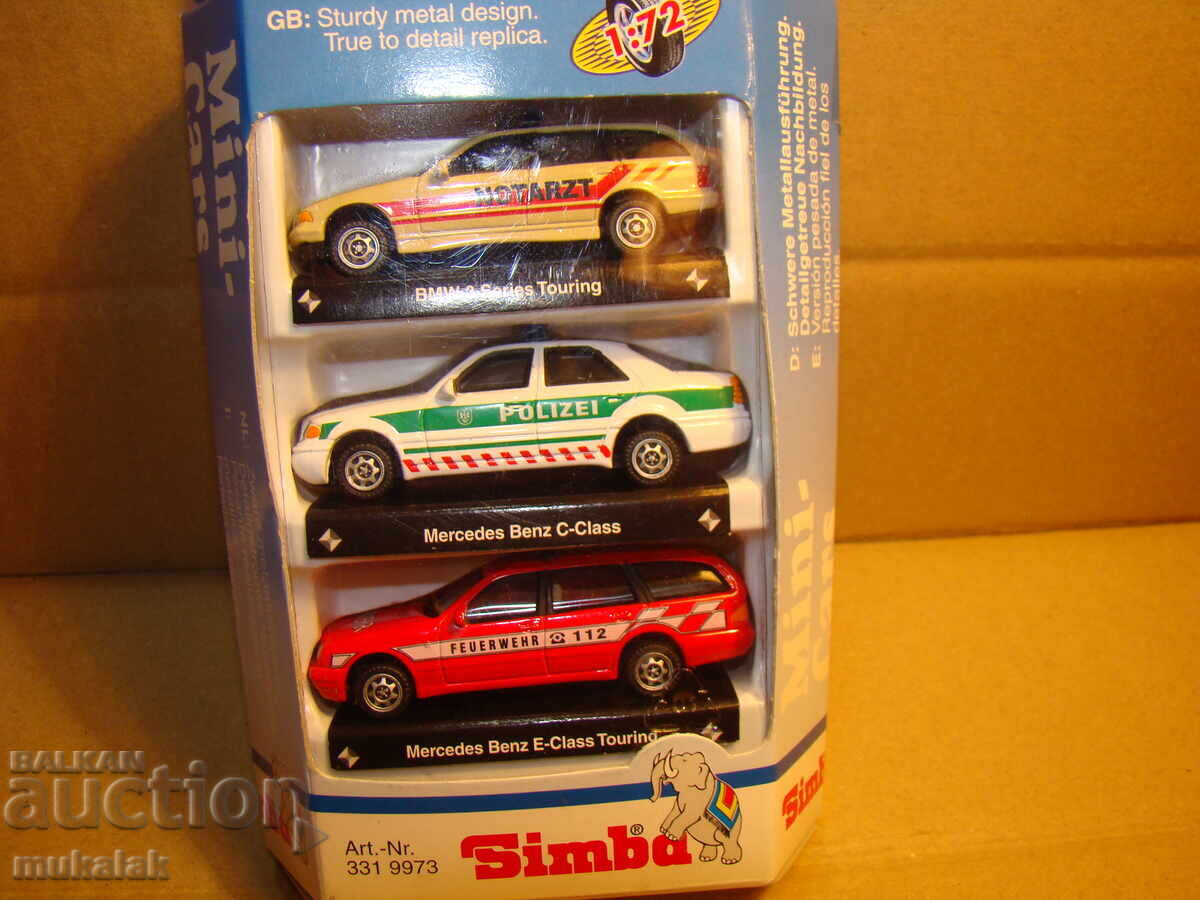 GB: Sturdy metal design.
True to detail replica.
1:72
Mini-
Cars
NOTARZT
BMW 3 Series Touring
POLIZEI
Mercedes Benz C-Class
FEUERWEHR ☎ 112
Mercedes Benz E-Class Touring
D: Schwere Metallausführung.
Detailgetreue Nachbildung.
E: Versión pesada de metal.
Reproducción fiel de los
detalles
Mini-
Cars
Art.-Nr.
331 9973
Simba®
Simba
BALKAN
auction
mukalak